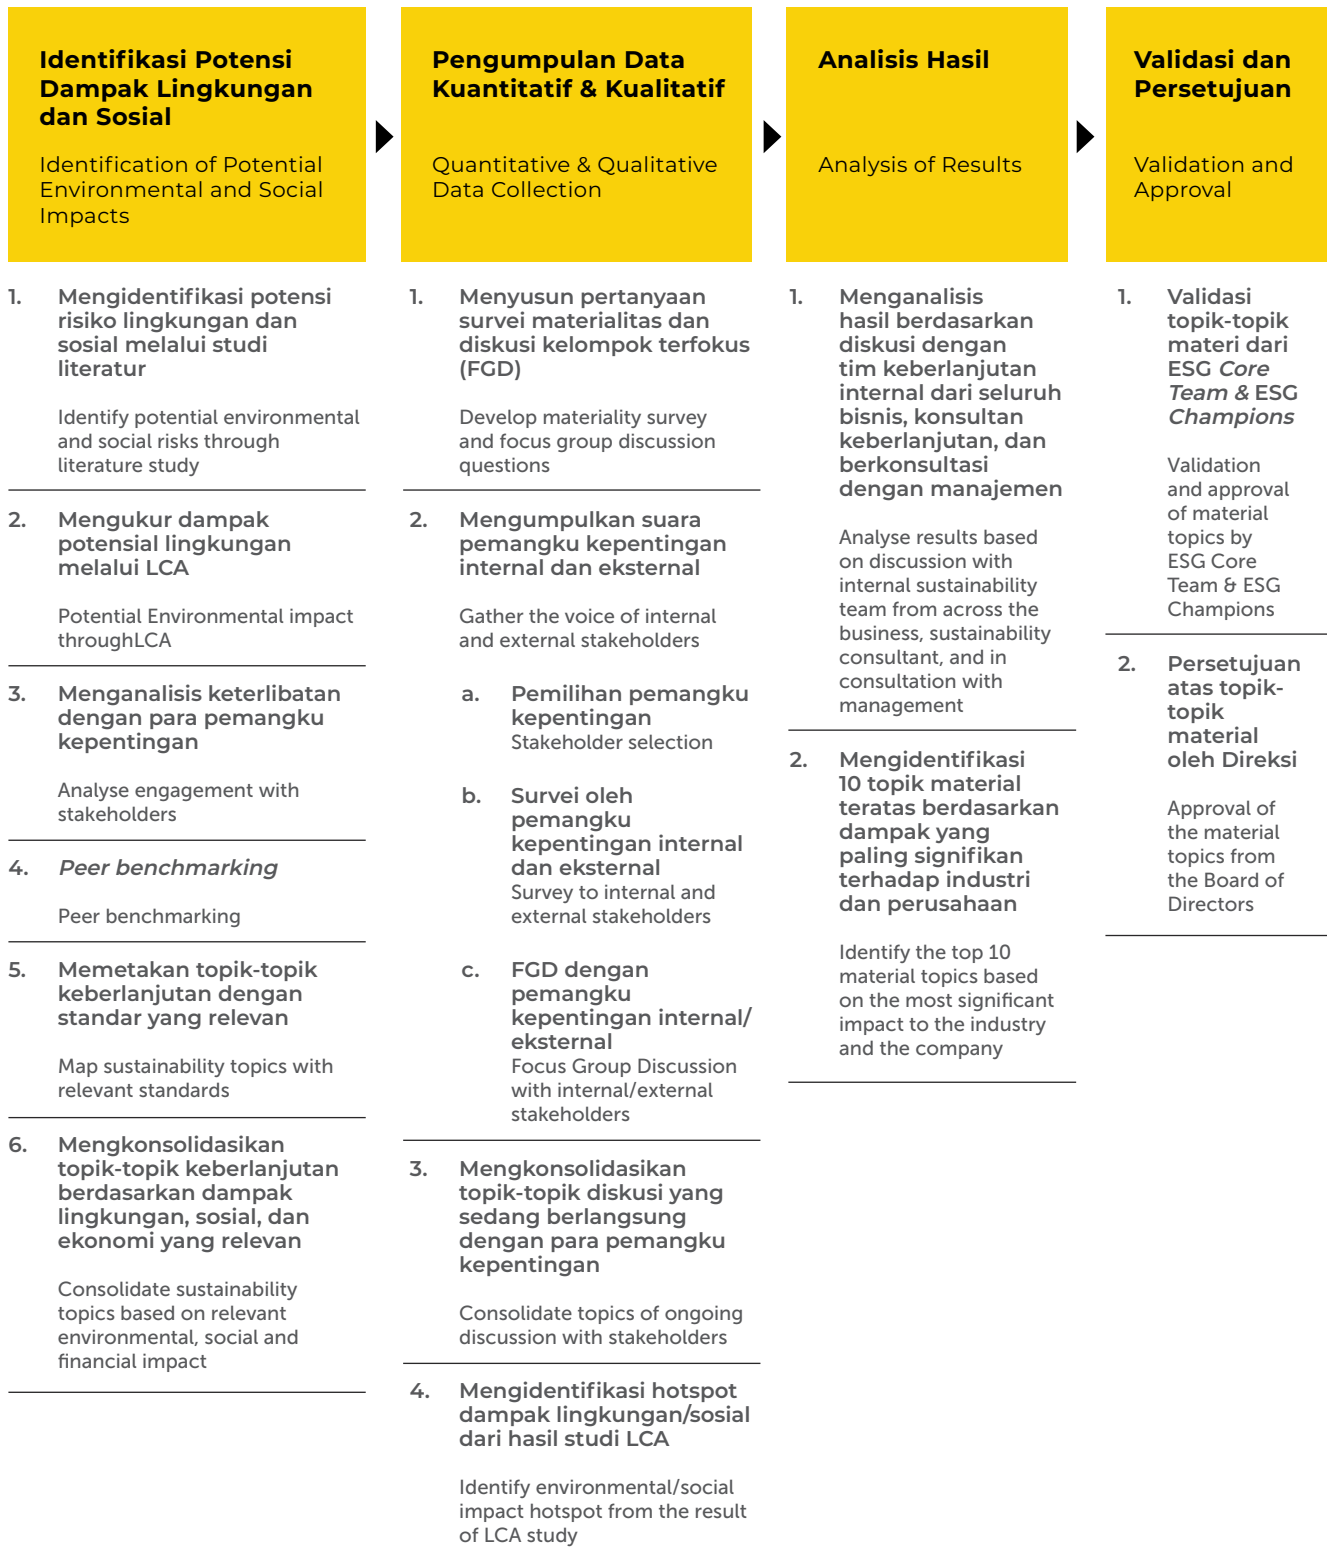 Identifikasi Potensi
Dampak Lingkungan
dan Sosial
Identification of Potential
Environmental and Social
Impacts
1. Mengidentifikasi potensi
risiko lingkungan dan
sosial melalui studi
literatur
Identify potential environmental
and social risks through
literature study
2. Mengukur dampak
potensial lingkungan
melalui LCA
Potential Environmental impact
throughLCA
3. Menganalisis keterlibatan
dengan para pemangku
kepentingan
Analyse engagement with
stakeholders
4. Peer benchmarking
Peer benchmarking
5. Memetakan topik-topik
keberlanjutan dengan
standar yang relevan
Map sustainability topics with
relevant standards
6. Mengkonsolidasikan
topik-topik keberlanjutan
berdasarkan dampak
lingkungan, sosial, dan
ekonomi yang relevan
Consolidate sustainability
topics based on relevant
environmental, social and
financial impact
Pengumpulan Data
Kuantitatif & Kualitatif
Quantitative & Qualitative
Data Collection
1. Menyusun pertanyaan
survei materialitas dan
diskusi kelompok terfokus
(FGD)
Develop materiality survey
and focus group discussion
questions
2. Mengumpulkan suara
pemangku kepentingan
internal dan eksternal
Gather the voice of internal
and external stakeholders
a. Pemilihan pemangku
kepentingan
Stakeholder selection
b. Survei oleh
pemangku
kepentingan internal
dan eksternal
Survey to internal and
external stakeholders
c. FGD dengan
pemangku
kepentingan internal/
eksternal
Focus Group Discussion
with internal/external
stakeholders
3. Mengkonsolidasikan
topik-topik diskusi yang
sedang berlangsung
dengan para pemangku
kepentingan
Consolidate topics of ongoing
discussion with stakeholders
4. Mengidentifikasi hotspot
dampak lingkungan/sosial
dari hasil studi LCA
Identify environmental/social
impact hotspot from the result
of LCA study
Analisis Hasil
Analysis of Results
1. Menganalisis
hasil berdasarkan
diskusi dengan
tim keberlanjutan
internal dari seluruh
bisnis, konsultan
keberlanjutan, dan
berkonsultasi
dengan manajemen
Analyse results based
on discussion with
internal sustainability
team from across the
business, sustainability
consultant, and in
consultation with
management
2. Mengidentifikasi
10 topik material
teratas berdasarkan
dampak yang
paling signifikan
terhadap industri
dan perusahaan
Identify the top 10
material topics based
on the most significant
impact to the industry
and the company
Validasi dan
Persetujuan
Validation and
Approval
1. Validasi
topik-topik
materi dari
ESG Core
Team & ESG
Champions
Validation
and approval
of material
topics by
ESG Core
Team & ESG
Champions
2. Persetujuan
atas topik-
topik
material
oleh Direksi
Approval of
the material
topics from
the Board of
Directors